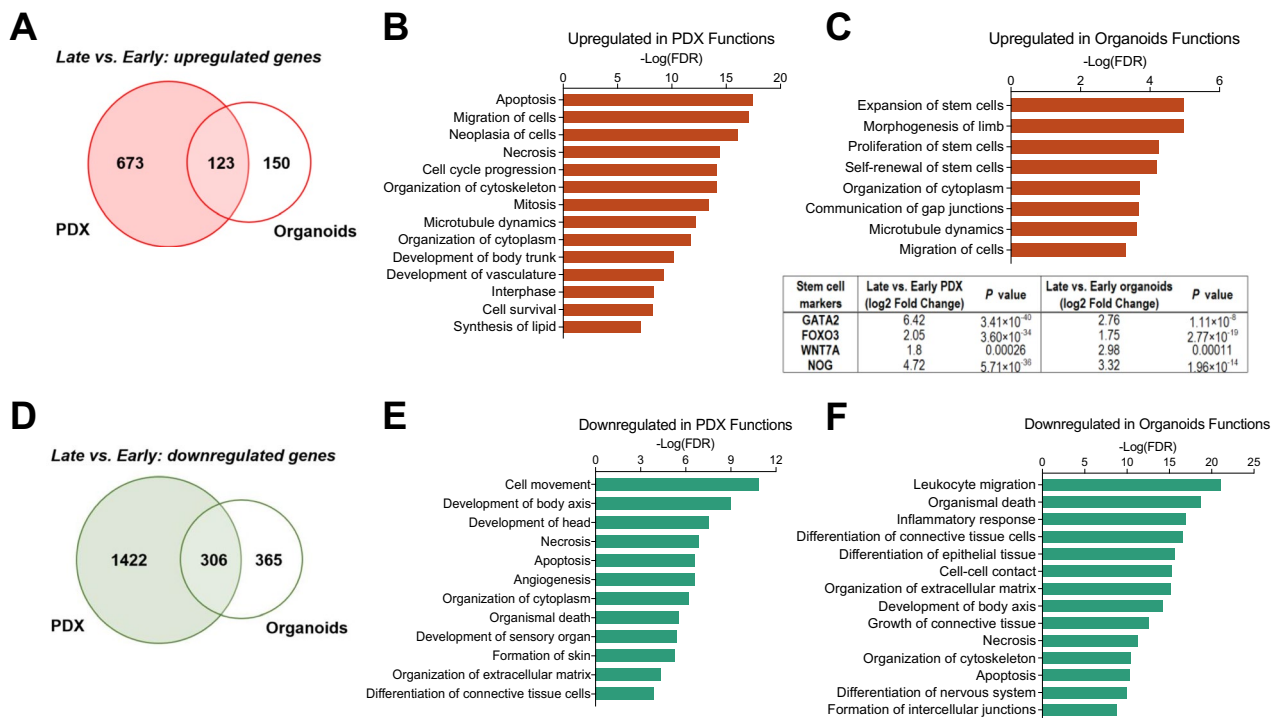 A
Late vs. Early: upregulated genes
673
123
150
PDX
Organoids
B
Upregulated in PDX Functions
-Log(FDR)
0 5 10 15 20
Apoptosis
Migration of cells
Neoplasia of cells
Necrosis
Cell cycle progression
Organization of cytoskeleton
Mitosis
Microtubule dynamics
Organization of cytoplasm
Development of body trunk
Development of vasculature
Interphase
Cell survival
Synthesis of lipid
C
Upregulated in Organoids Functions
-Log(FDR)
0 2 4 6
Expansion of stem cells
Morphogenesis of limb
Proliferation of stem cells
Self-renewal of stem cells
Organization of cytoplasm
Communication of gap junctions
Microtubule dynamics
Migration of cells
Stem cell markers | Late vs. Early PDX (log2 Fold Change) | P value | Late vs. Early organoids (log2 Fold Change) | P value
GATA2 6.42 3.41×10⁻⁴⁰ 2.76 1.11×10⁻⁸
FOXO3 2.05 3.60×10⁻³⁴ 1.75 2.77×10⁻¹⁹
WNT7A 1.8 0.00026 2.98 0.00011
NOG 4.72 5.71×10⁻³⁶ 3.32 1.96×10⁻¹⁴
D
Late vs. Early: downregulated genes
1422
306
365
PDX
Organoids
E
Downregulated in PDX Functions
-Log(FDR)
0 3 6 9 12
Cell movement
Development of body axis
Development of head
Necrosis
Apoptosis
Angiogenesis
Organization of cytoplasm
Organismal death
Development of sensory organ
Formation of skin
Organization of extracellular matrix
Differentiation of connective tissue cells
F
Downregulated in Organoids Functions
-Log(FDR)
0 5 10 15 20 25
Leukocyte migration
Organismal death
Inflammatory response
Differentiation of connective tissue cells
Differentiation of epithelial tissue
Cell-cell contact
Organization of extracellular matrix
Development of body axis
Growth of connective tissue
Necrosis
Organization of cytoskeleton
Apoptosis
Differentiation of nervous system
Formation of intercellular junctions